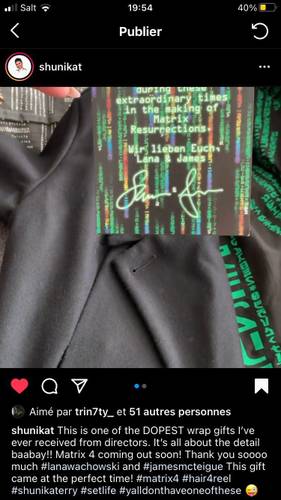 Salt
19:54
40%
Publier
shunikat
during these
extraordinary times
in the making of
Matrix
Resurrections.
Wir lieben Euch,
Lana & James
Aimé par trin7ty_ et 51 autres personnes
shunikat This is one of the DOPEST wrap gifts I've
ever received from directors. It's all about the detail
baabay!! Matrix 4 coming out soon! Thank you soooo
much #lanawachowski and #jamesmcteigue This gift
came at the perfect time! #matrix4 #hair4reel
#shunikaterry #setlife #yalldonthaveoneofthese 😋